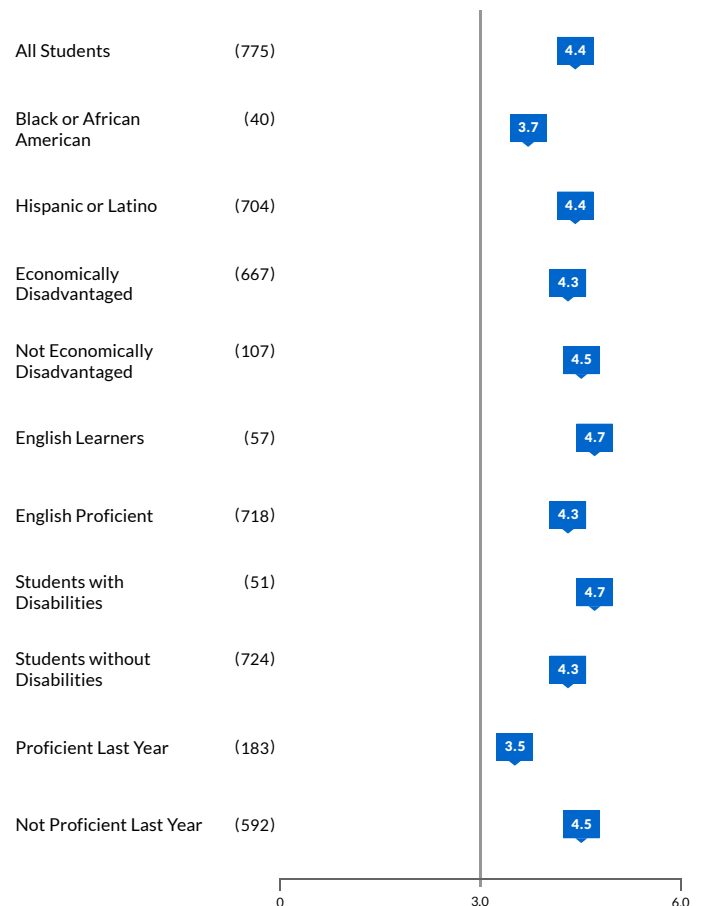 All Students (775) 4.4
Black or African (40) 3.7
American
Hispanic or Latino (704) 4.4
Economically (667) 4.3
Disadvantaged
Not Economically (107) 4.5
Disadvantaged
English Learners (57) 4.7
English Proficient (718) 4.3
Students with (51) 4.7
Disabilities
Students without (724) 4.3
Disabilities
Proficient Last Year (183) 3.5
Not Proficient Last Year (592) 4.5
0 3.0 6.0